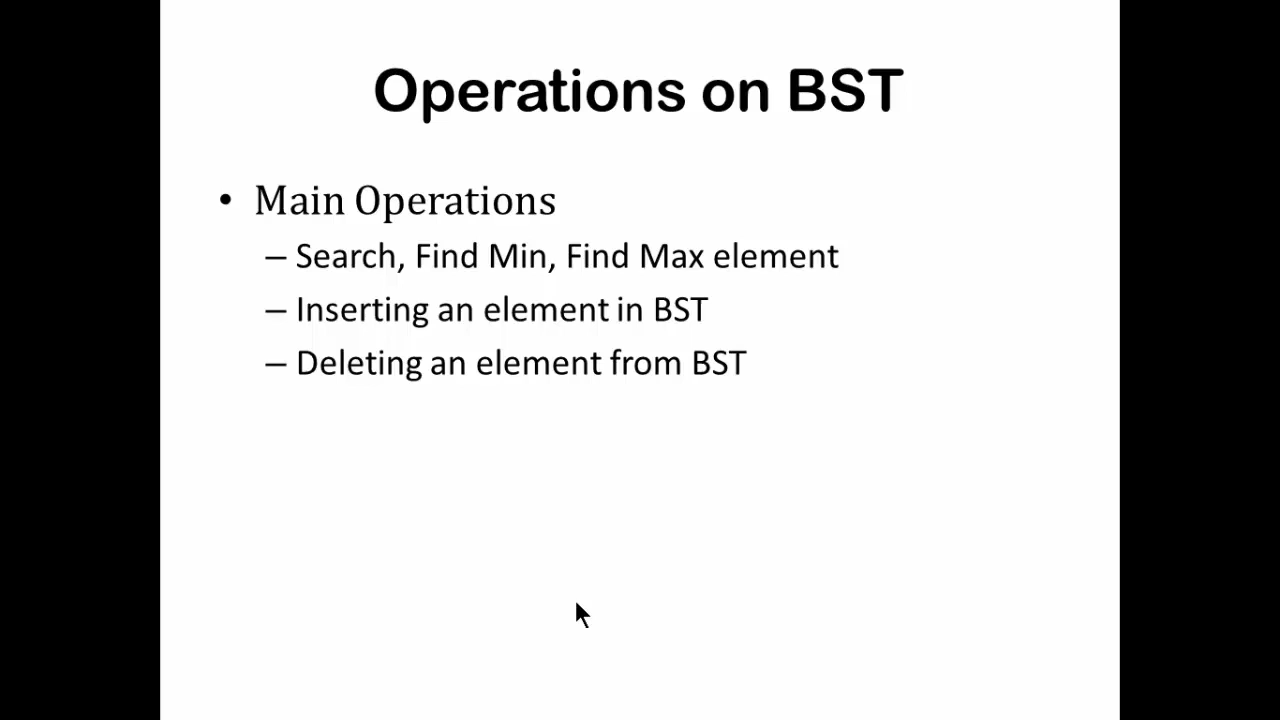 Operations on BST
• Main Operations
– Search, Find Min, Find Max element
– Inserting an element in BST
– Deleting an element from BST